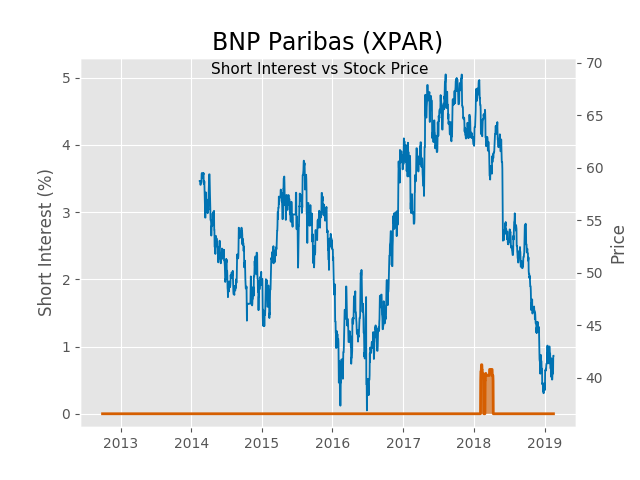 BNP Paribas (XPAR)
Short Interest vs Stock Price
Short Interest (%)
5
4
3
2
1
0
70
65
60
55
50
45
40
Price
2013 2014 2015 2016 2017 2018 2019